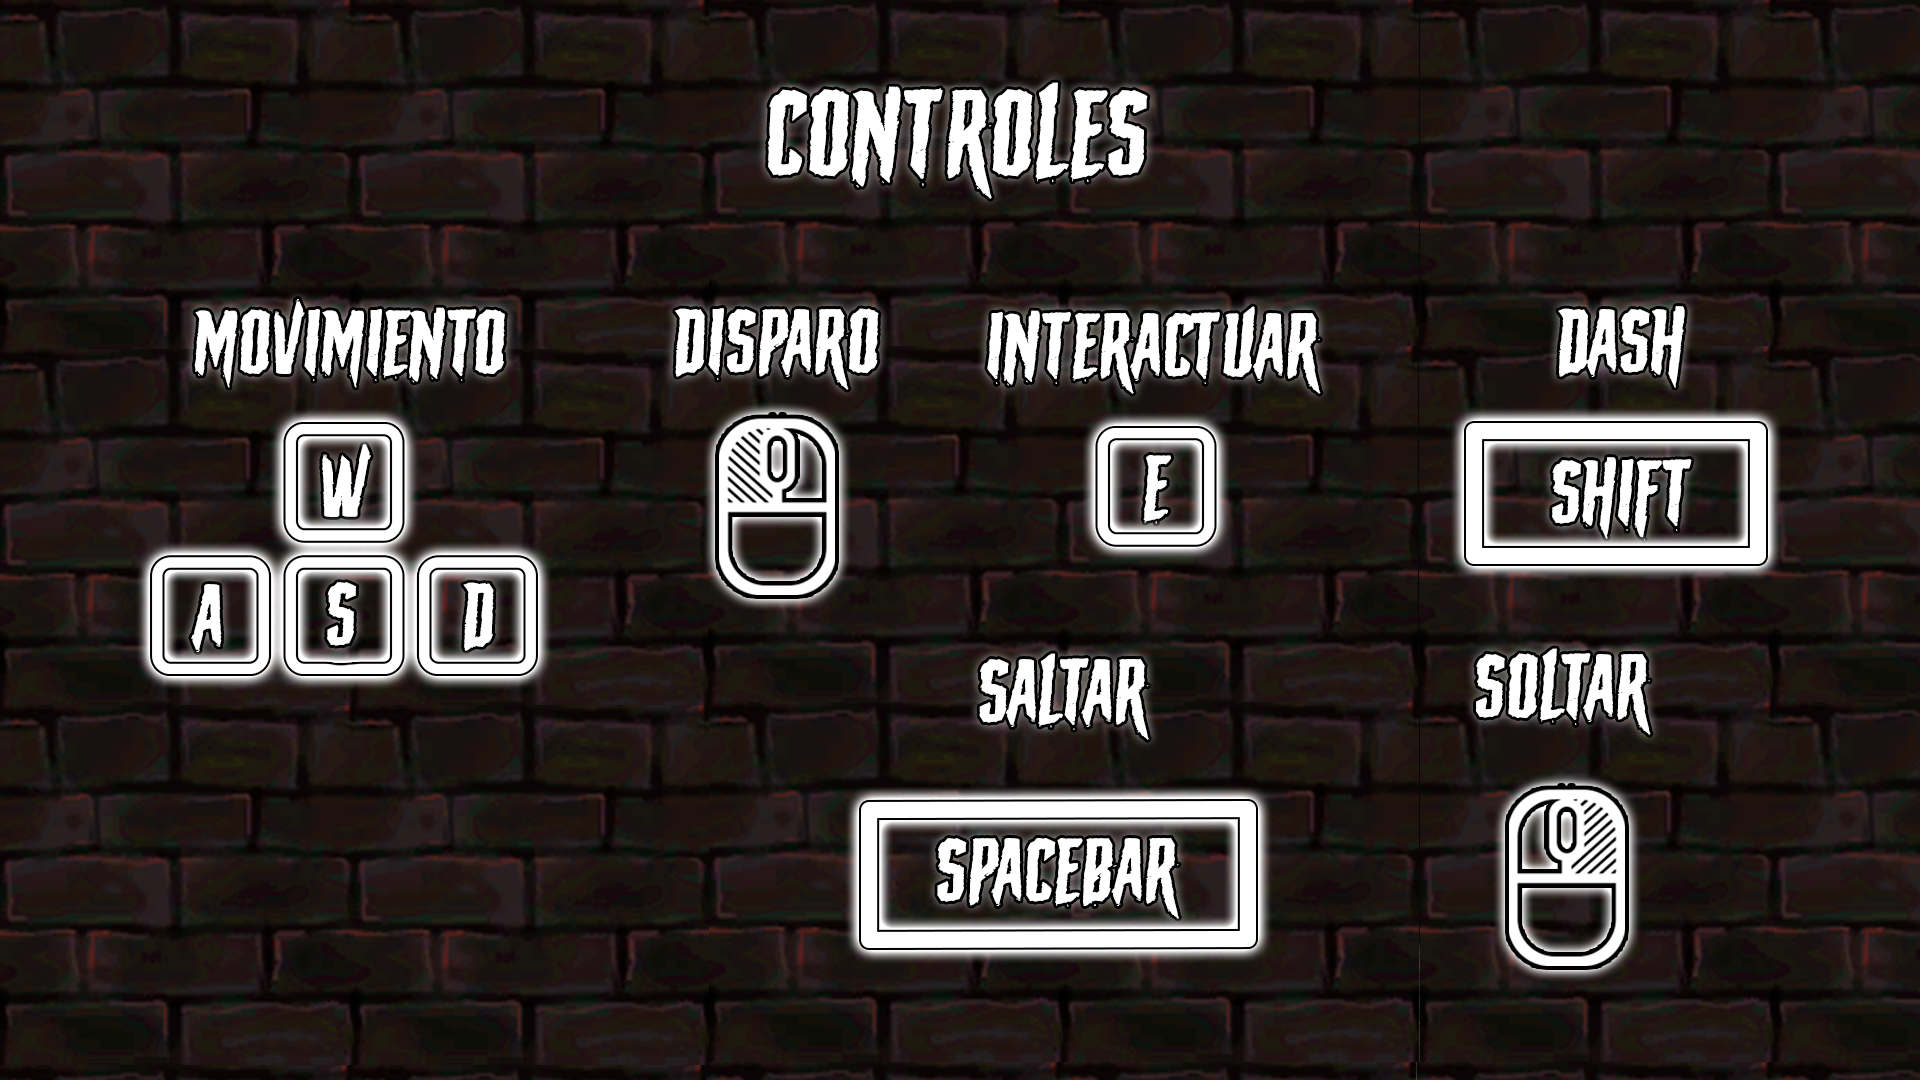 CONTROLES
MOVIMIENTO
DISPARO
INTERACTUAR
DASH
W
E
SHIFT
A
S
D
SALTAR
SOLTAR
SPACEBAR